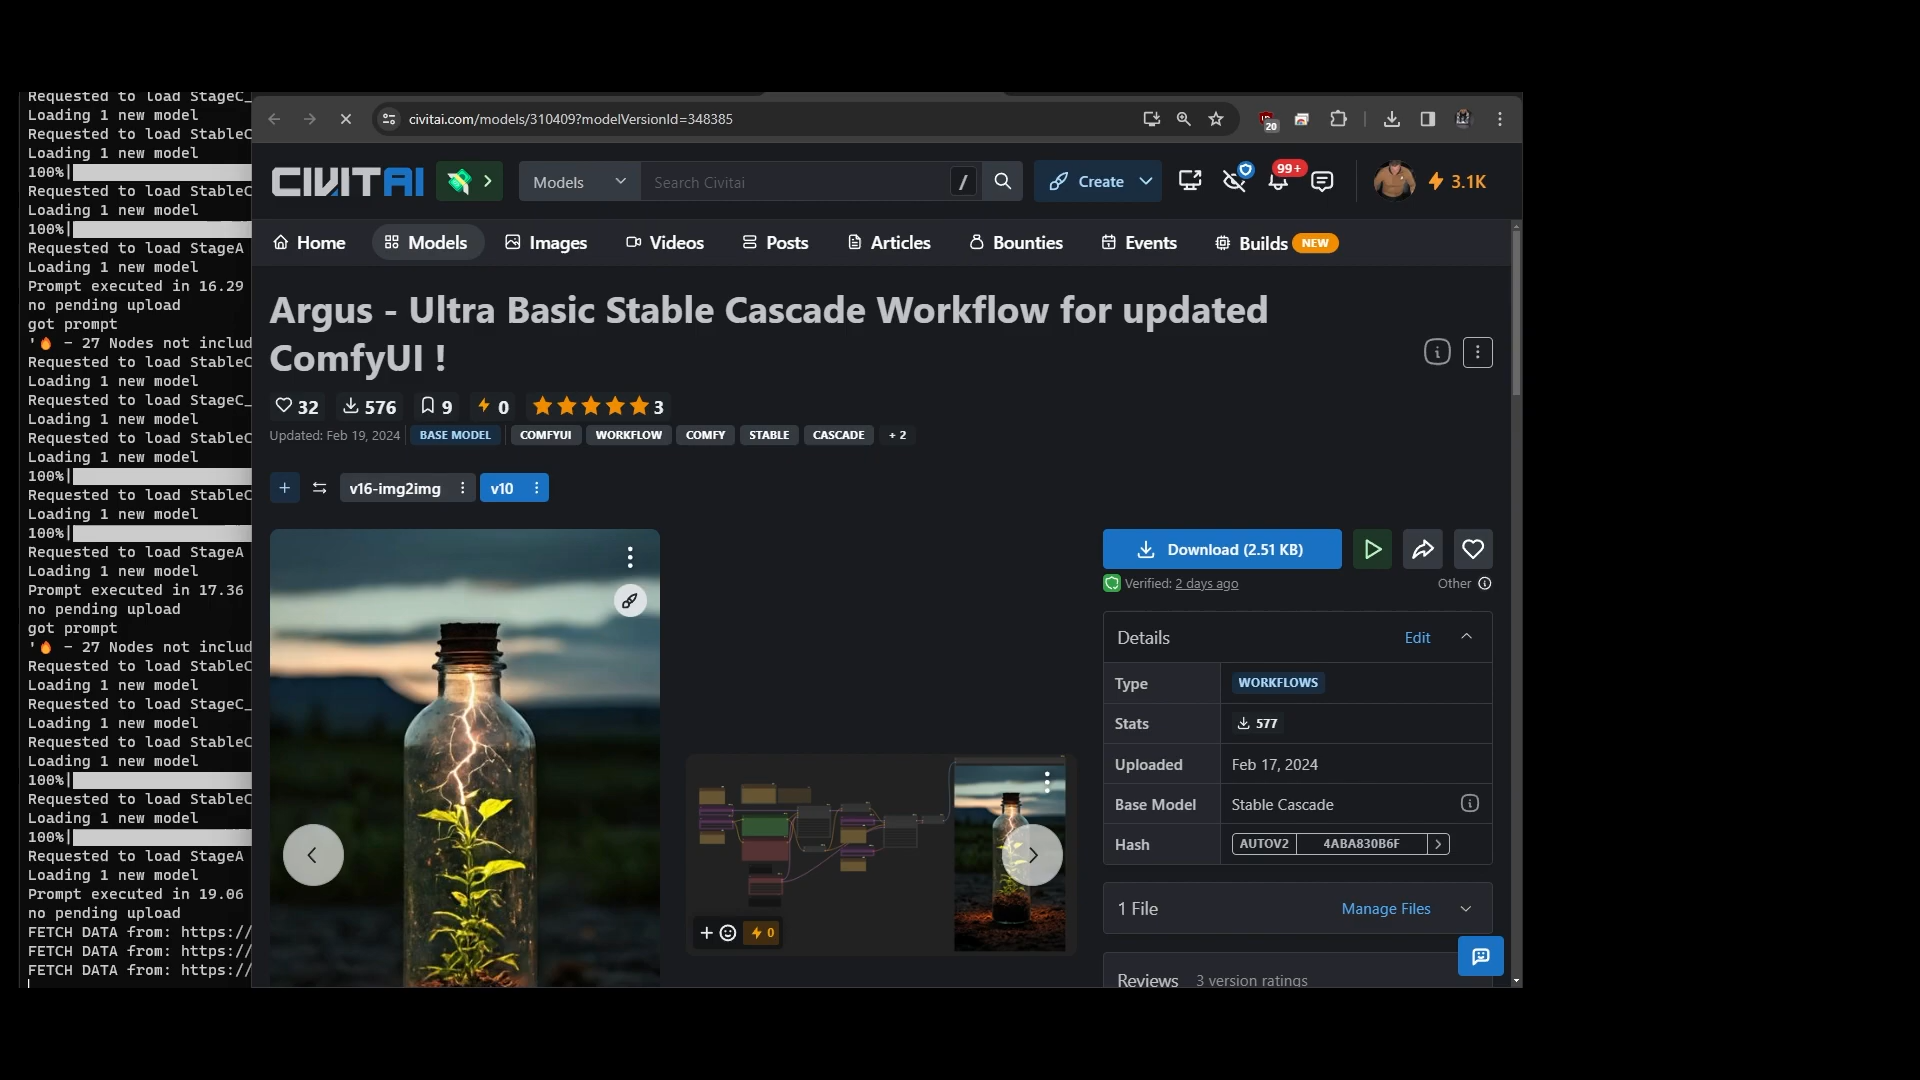 Requested to load StageC_
Loading 1 new model
Requested to load StableC
Loading 1 new model
100%|
Requested to load StableC
Loading 1 new model
100%|
Requested to load StageA
Loading 1 new model
Prompt executed in 16.29
no pending upload
got prompt
'🔥 - 27 Nodes not includ
Requested to load StableC
Loading 1 new model
Requested to load StageC_
Loading 1 new model
Requested to load StableC
Loading 1 new model
100%|
Requested to load StableC
Loading 1 new model
100%|
Requested to load StageA
Loading 1 new model
Prompt executed in 17.36
no pending upload
got prompt
'🔥 - 27 Nodes not includ
Requested to load StableC
Loading 1 new model
Requested to load StageC_
Loading 1 new model
Requested to load StableC
Loading 1 new model
100%|
Requested to load StableC
Loading 1 new model
100%|
Requested to load StageA
Loading 1 new model
Prompt executed in 19.06
no pending upload
FETCH DATA from: https://
FETCH DATA from: https://
FETCH DATA from: https://
civitai.com/models/310409?modelVersionId=348385
20
CIVITAI
Models
Search Civitai
/
Create
99+
3.1K
Home
Models
Images
Videos
Posts
Articles
Bounties
Events
Builds NEW
Argus - Ultra Basic Stable Cascade Workflow for updated
ComfyUI !
32
576
9
0
3
Updated: Feb 19, 2024
BASE MODEL
COMFYUI
WORKFLOW
COMFY
STABLE
CASCADE
+ 2
v16-img2img
v10
Download (2.51 KB)
Verified: 2 days ago
Other
Details
Edit
Type
WORKFLOWS
Stats
577
Uploaded
Feb 17, 2024
Base Model
Stable Cascade
Hash
AUTOV2
4ABA830B6F
0
1 File
Manage Files
Reviews
3 version ratings